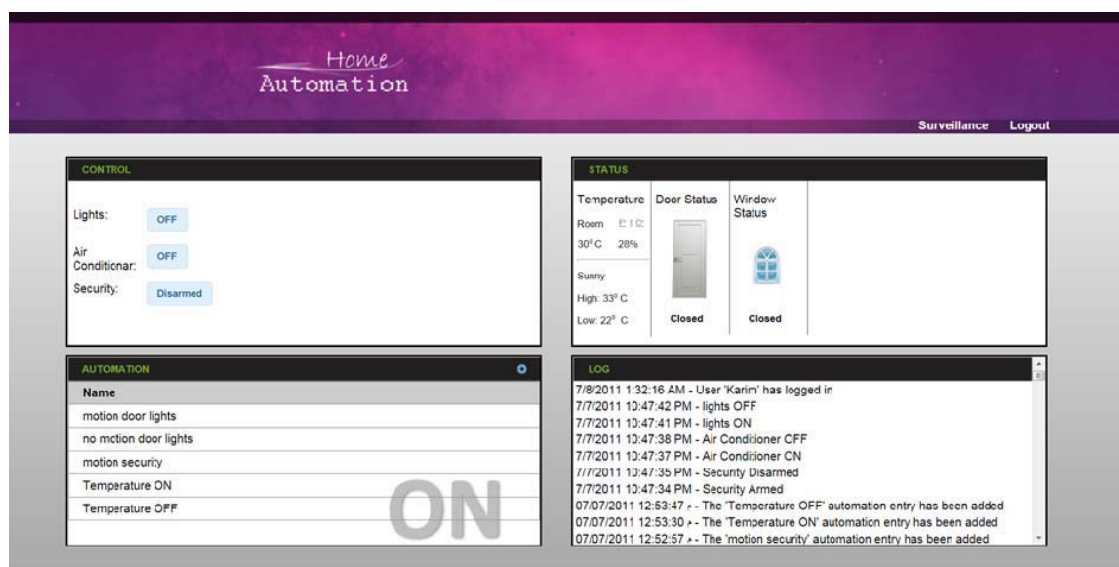 Home
Automation
Surveillance Logout
CONTROL
Lights: OFF
Air
Conditionar: OFF
Security: Disarmed
STATUS
Temperature
Room
30° C 28%
Sunny
High: 33° C
Low: 22° C
Door Status
Closed
Window
Status
Closed
AUTOMATION
Name
motion door lights
no motion door lights
motion security
Temperature ON
Temperature OFF
ON
LOG
7/8/2011 1:32:16 AM - User 'Karim' has logged in
7/7/2011 10:47:42 PM - lights OFF
7/7/2011 10:47:41 PM - lights ON
7/7/2011 10:47:38 PM - Air Conditioner OFF
7/7/2011 10:47:37 PM - Air Conditioner ON
7/7/2011 10:47:35 PM - Security Disarmed
7/7/2011 10:47:34 PM - Security Armed
07/07/2011 12:53:47 م - The 'Temperature OFF' automation entry has been added
07/07/2011 12:53:30 م - The 'Temperature ON' automation entry has been added
07/07/2011 12:52:57 م - The 'motion security' automation entry has been added